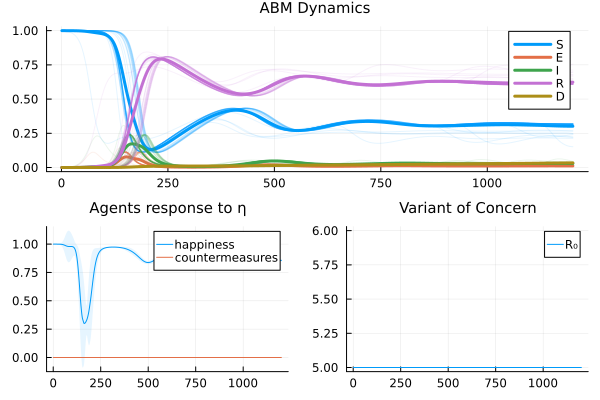 ABM Dynamics
1.00
0.75
0.50
0.25
0.00
S
E
I
R
D
0 250 500 750 1000
Agents response to η
1.00
0.75
0.50
0.25
0.00
happiness
countermeasures
0 250 500 750 1000
Variant of Concern
6.00
5.75
5.50
5.25
5.00
R₀
0 250 500 750 1000